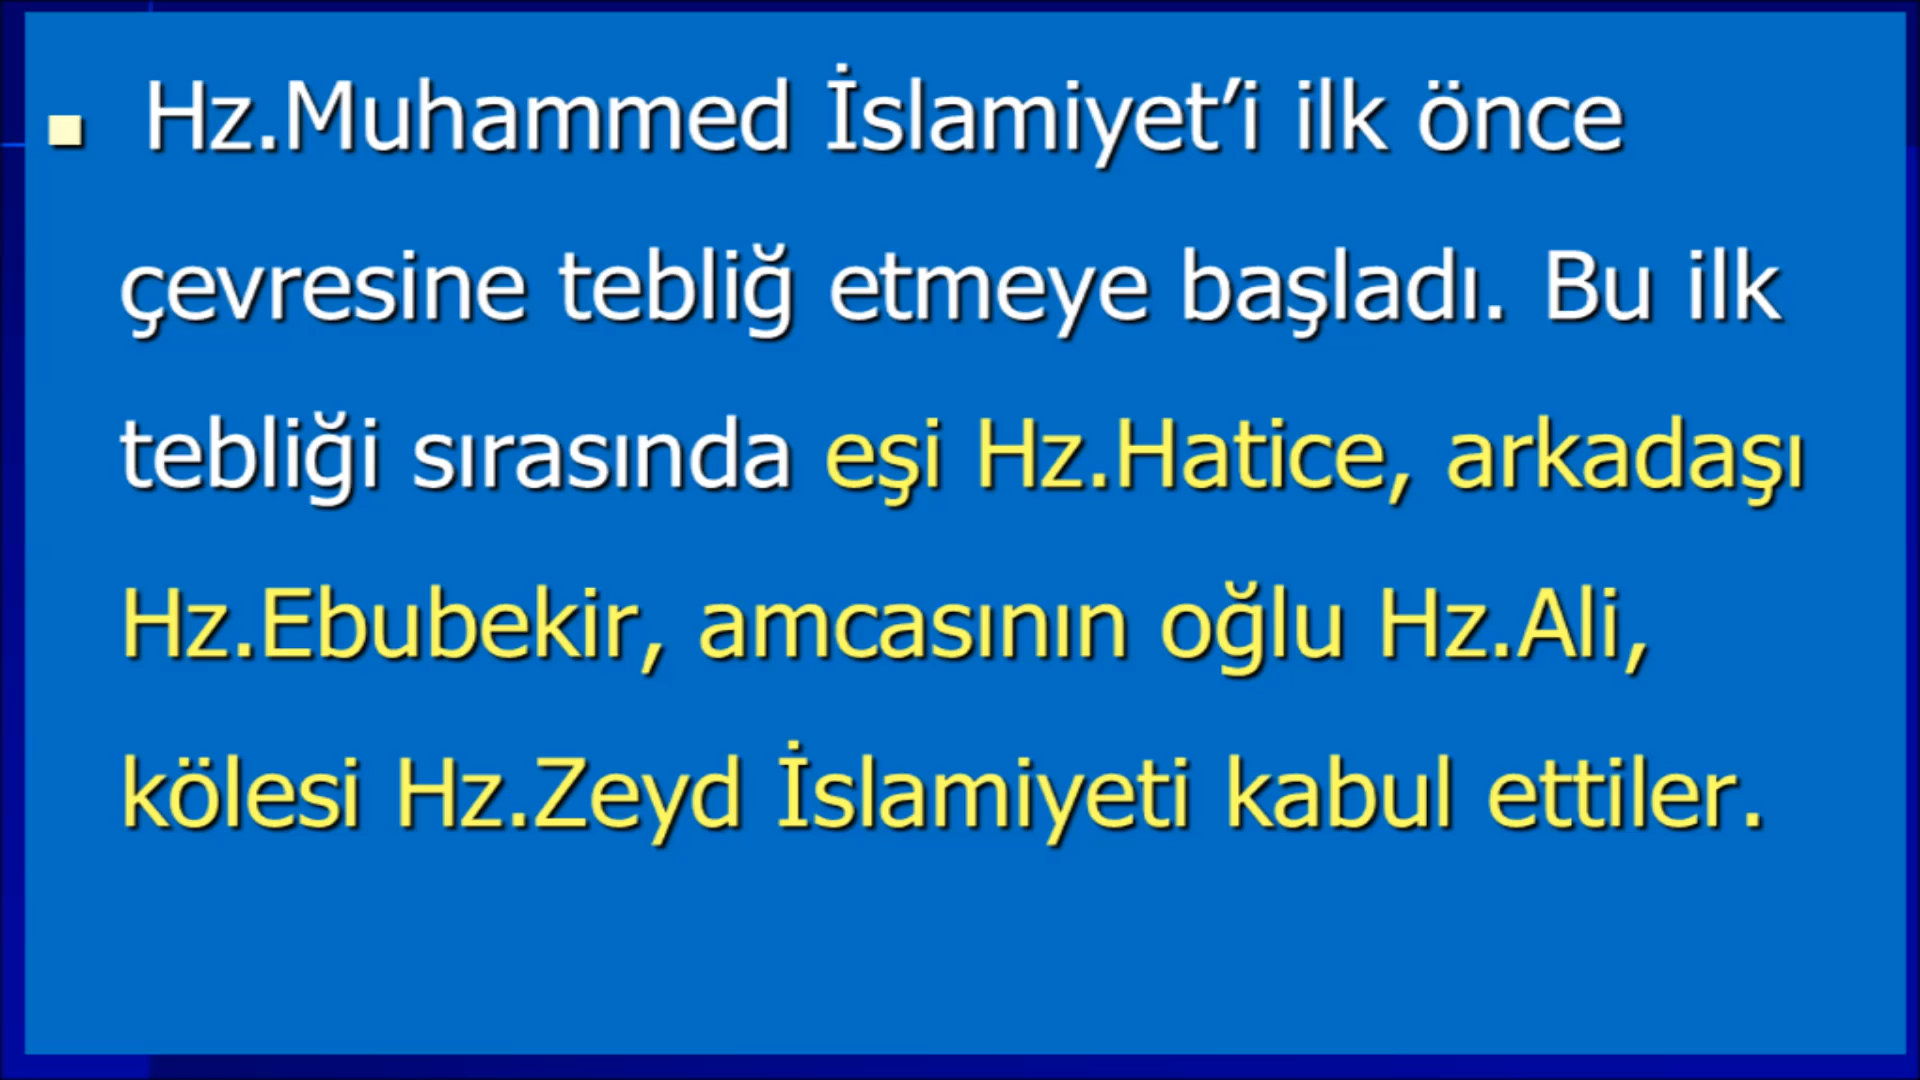 Hz.Muhammed İslamiyet’i ilk önce
çevresine tebliğ etmeye başladı. Bu ilk
tebliği sırasında eşi Hz.Hatice, arkadaşı
Hz.Ebubekir, amcasının oğlu Hz.Ali,
kölesi Hz.Zeyd İslamiyeti kabul ettiler.